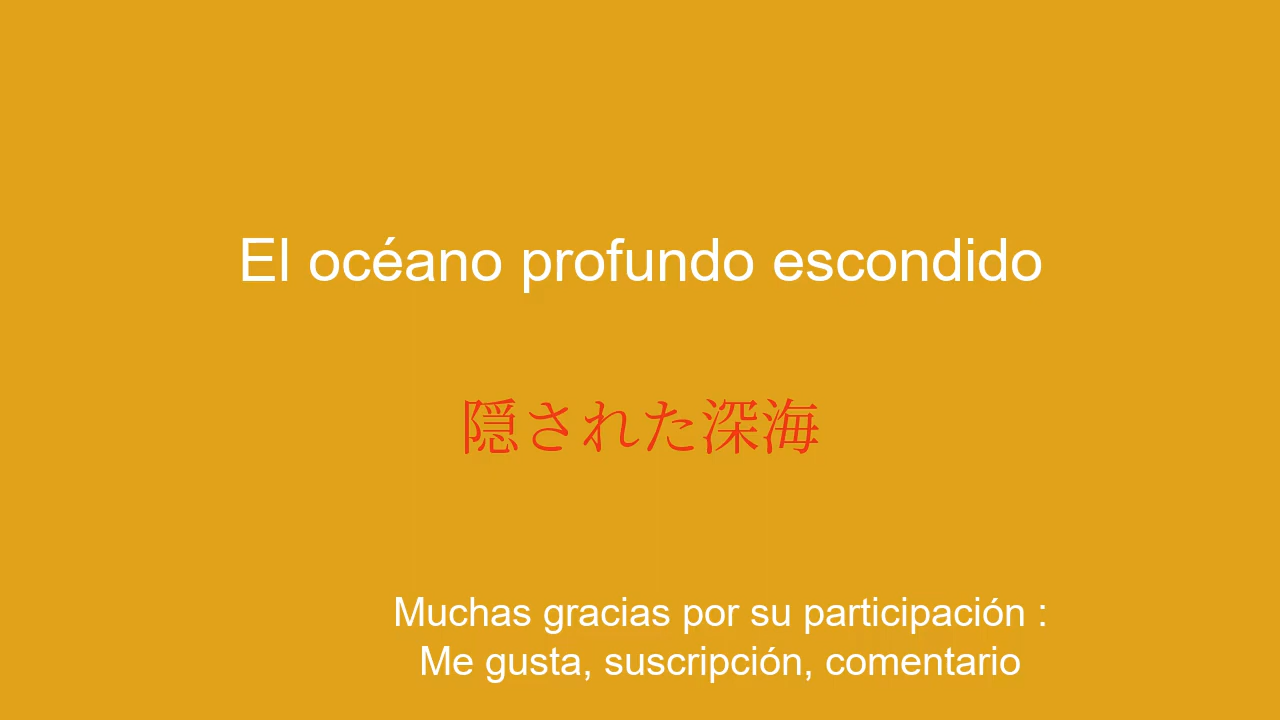 El océano profundo escondido
隠された深海
Muchas gracias por su participación :
Me gusta, suscripción, comentario